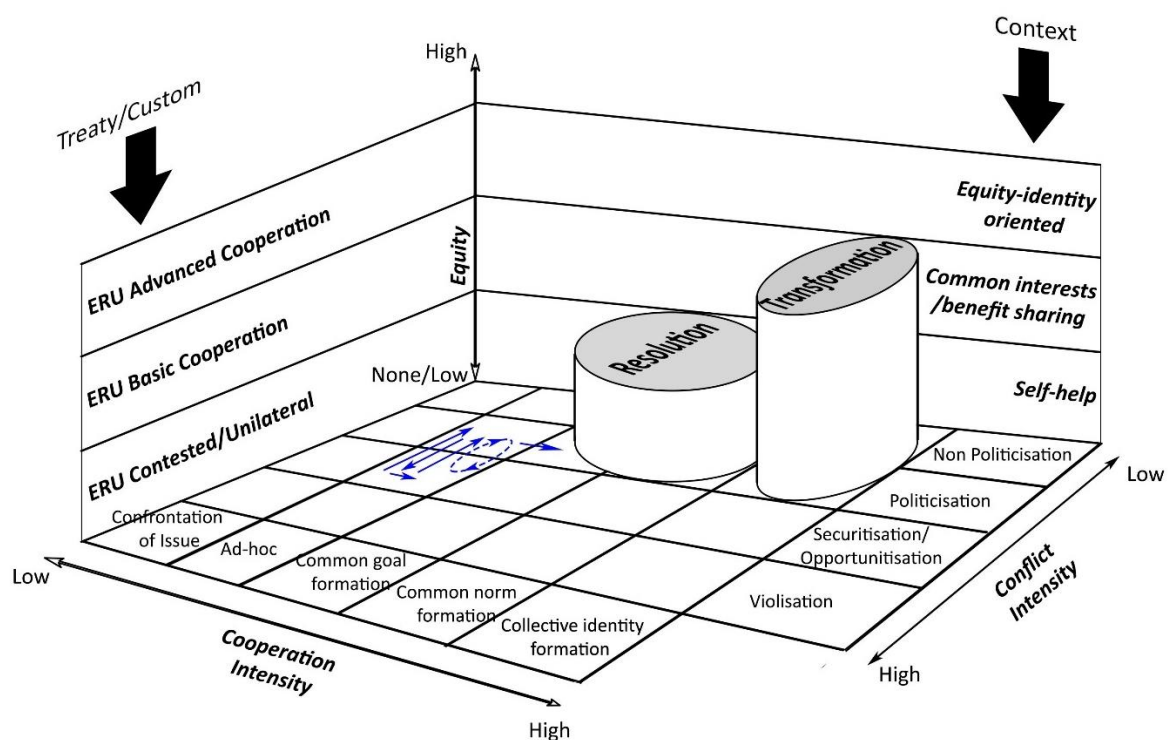 Context
High
Treaty/Custom
Equity-identity
oriented
ERU Advanced Cooperation
Equity
Transformation
Common interests
/benefit sharing
ERU Basic Cooperation
Resolution
None/Low
Self-help
ERU Contested/Unilateral
Non Politicisation
Low
Politicisation
Confrontation
of Issue
Ad-hoc
Securitisation/
Opportunitisation
Common goal
formation
Conflict
Intensity
Low
Common norm
formation
Violisation
Collective identity
formation
Cooperation
Intensity
High
High